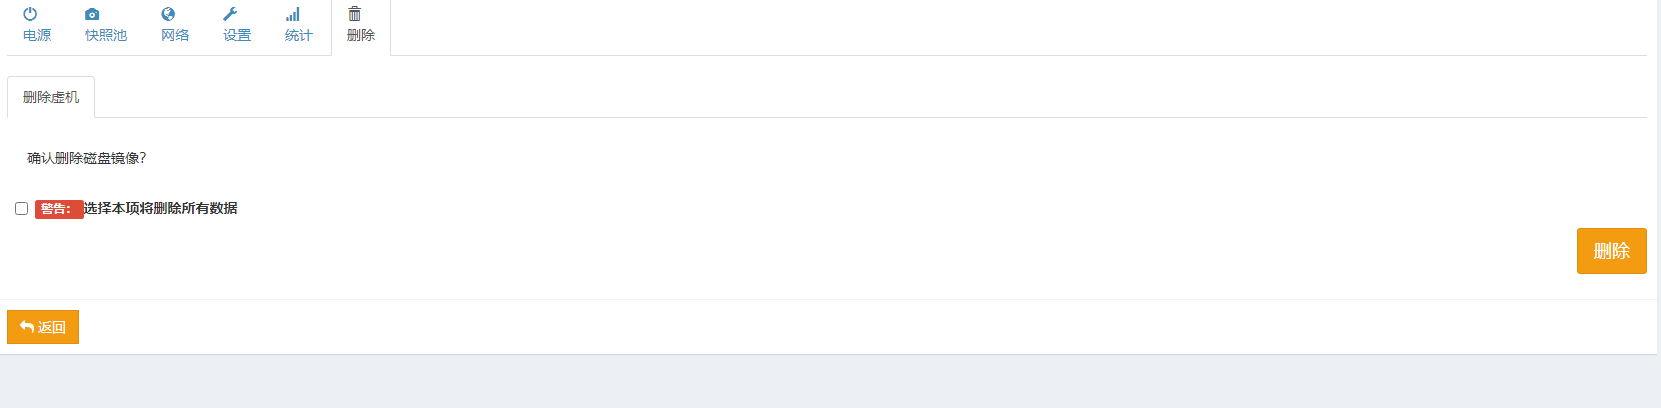 电源 快照池 网络 设置 统计 删除
删除虚机
确认删除磁盘镜像?
警告: 选择本项将删除所有数据
删除
返回